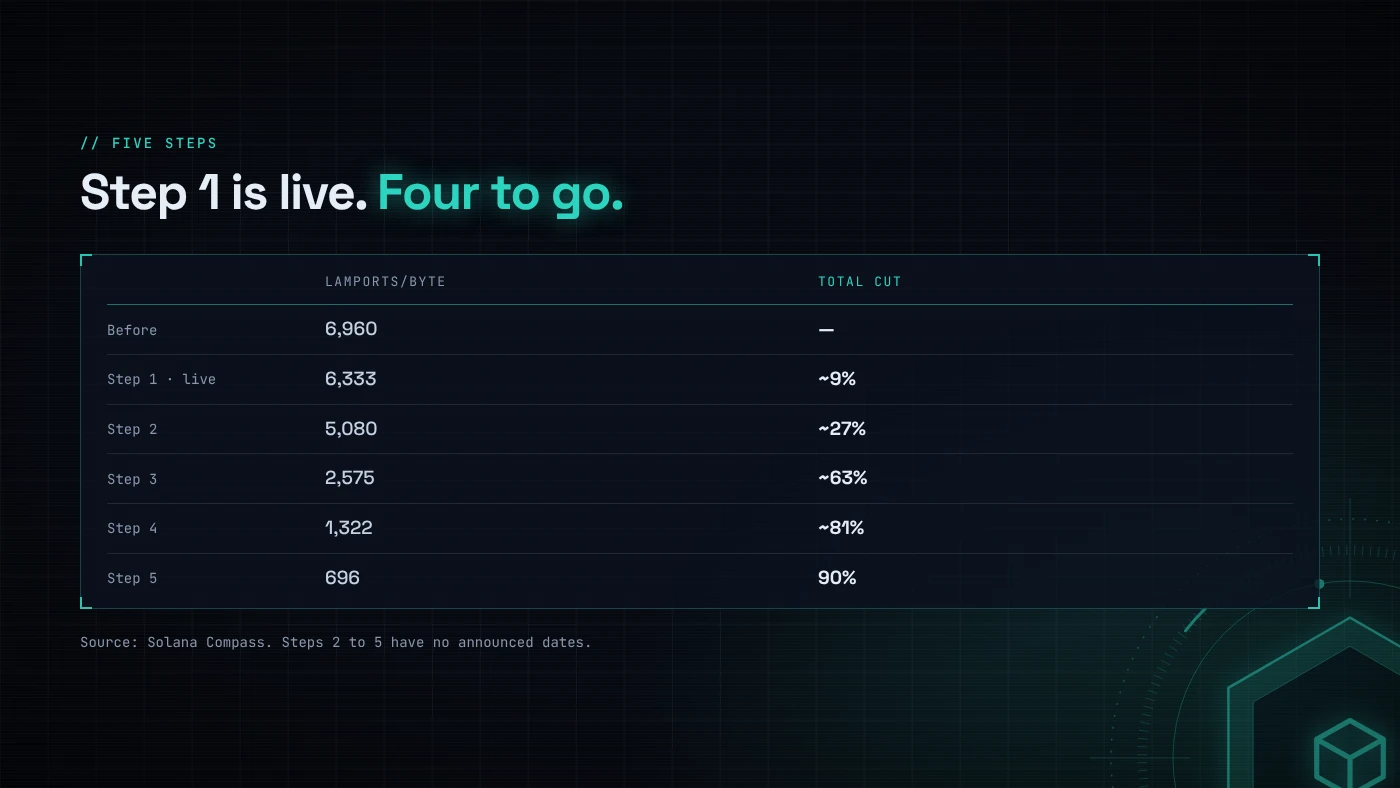 // FIVE STEPS
Step 1 is live. Four to go.
LAMPORTS/BYTE TOTAL CUT
Before 6,960 —
Step 1 · live 6,333 ~9%
Step 2 5,080 ~27%
Step 3 2,575 ~63%
Step 4 1,322 ~81%
Step 5 696 90%
Source: Solana Compass. Steps 2 to 5 have no announced dates.